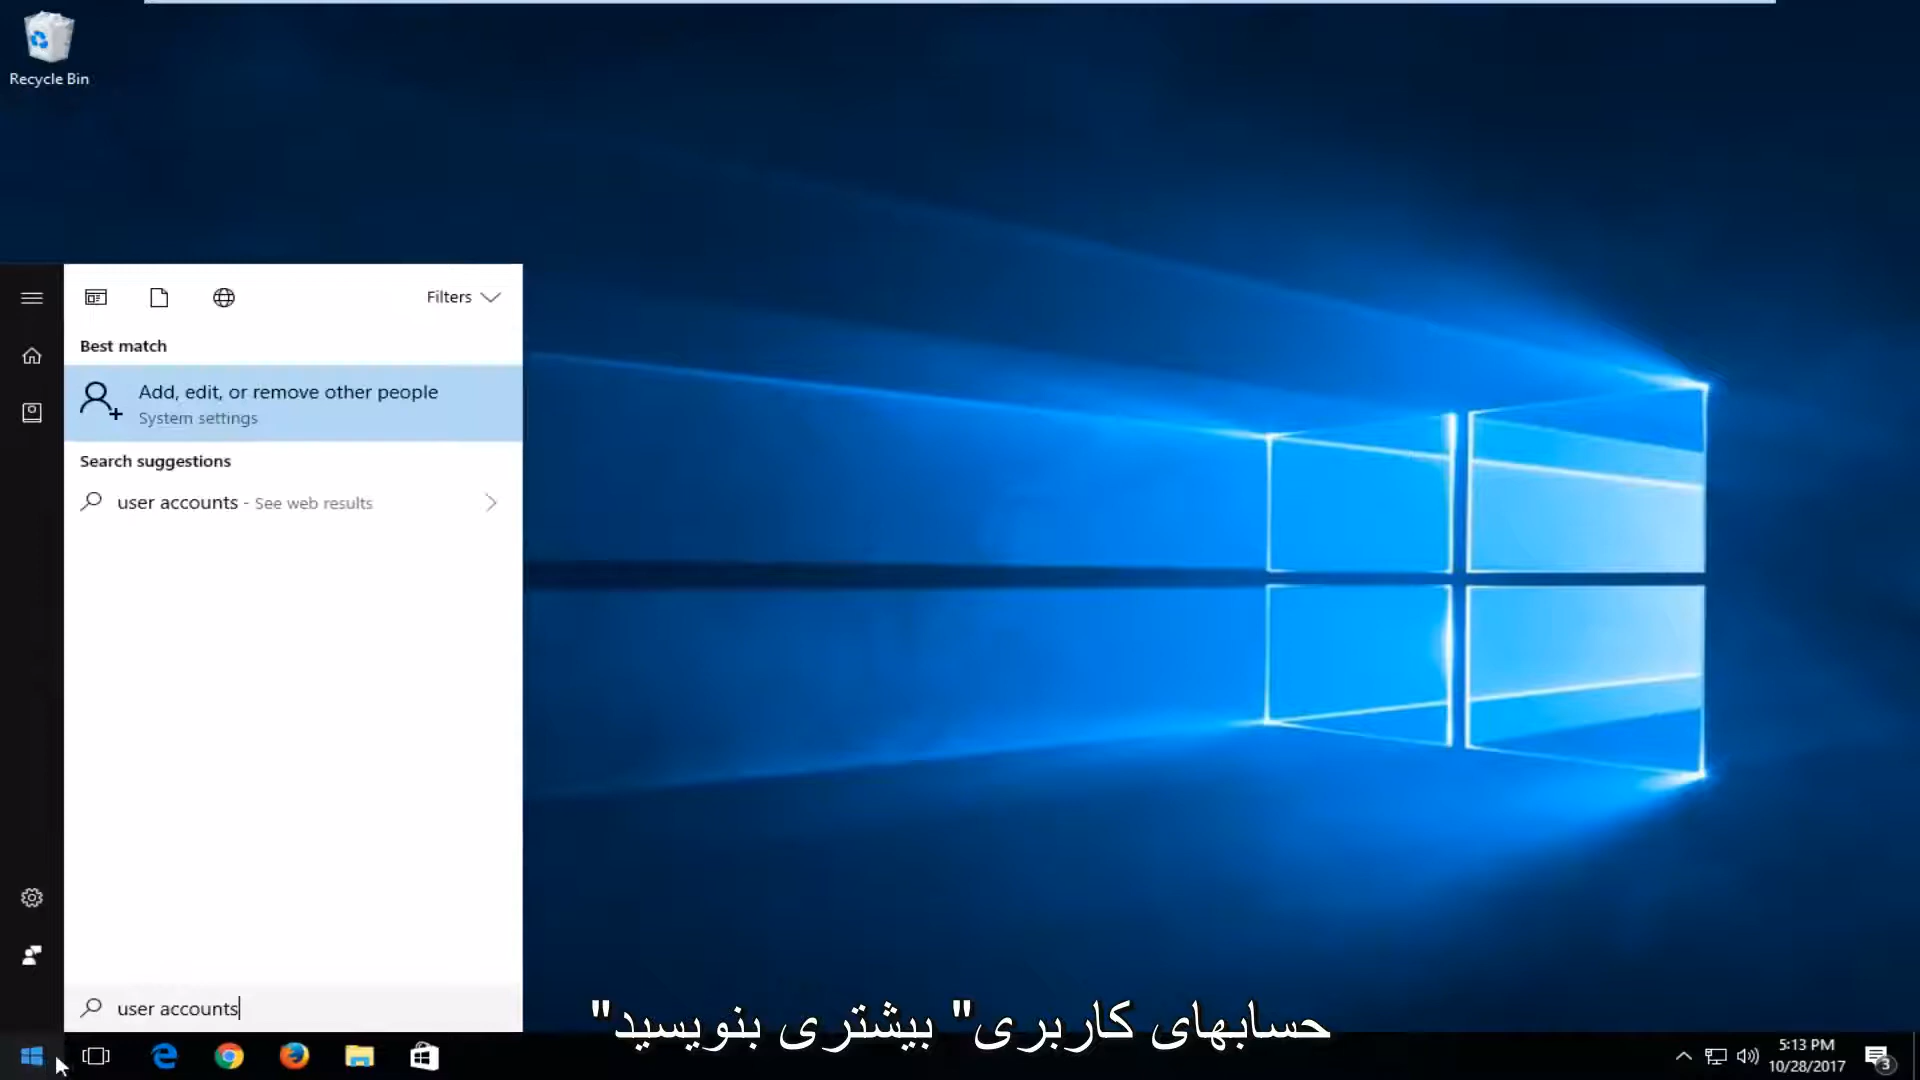 Recycle Bin
Filters
Best match
Add, edit, or remove other people
System settings
Search suggestions
user accounts - See web results
user accounts
حسابهای کاربری" بیشتری بنویسید"
5:13 PM
10/28/2017
3